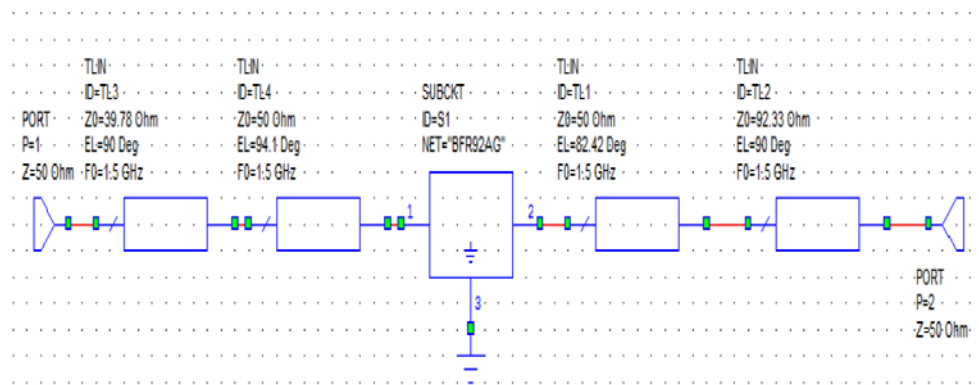 PORT
P=1
Z=50 Ohm
TLIN
ID=TL3
Z0=39.78 Ohm
EL=90 Deg
F0=1.5 GHz
TLIN
ID=TL4
Z0=50 Ohm
EL=94.1 Deg
F0=1.5 GHz
SUBCKT
ID=S1
NET="BFR92AG"
TLIN
ID=TL1
Z0=50 Ohm
EL=82.42 Deg
F0=1.5 GHz
TLIN
ID=TL2
Z0=92.33 Ohm
EL=90 Deg
F0=1.5 GHz
1
2
3
PORT
P=2
Z=50 Ohm